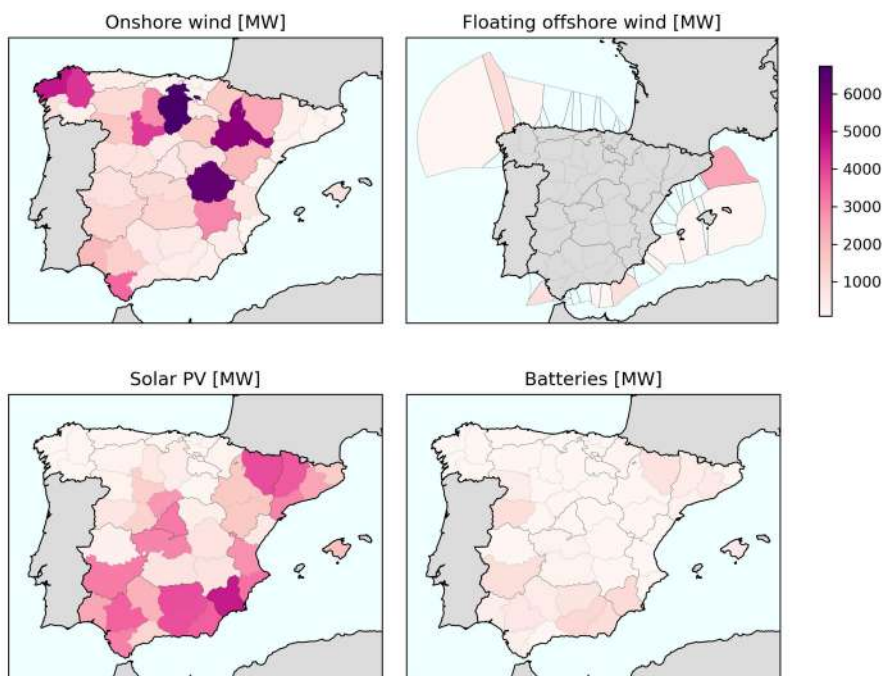 Onshore wind [MW]
Floating offshore wind [MW]
6000
5000
4000
3000
2000
1000
Solar PV [MW]
Batteries [MW]